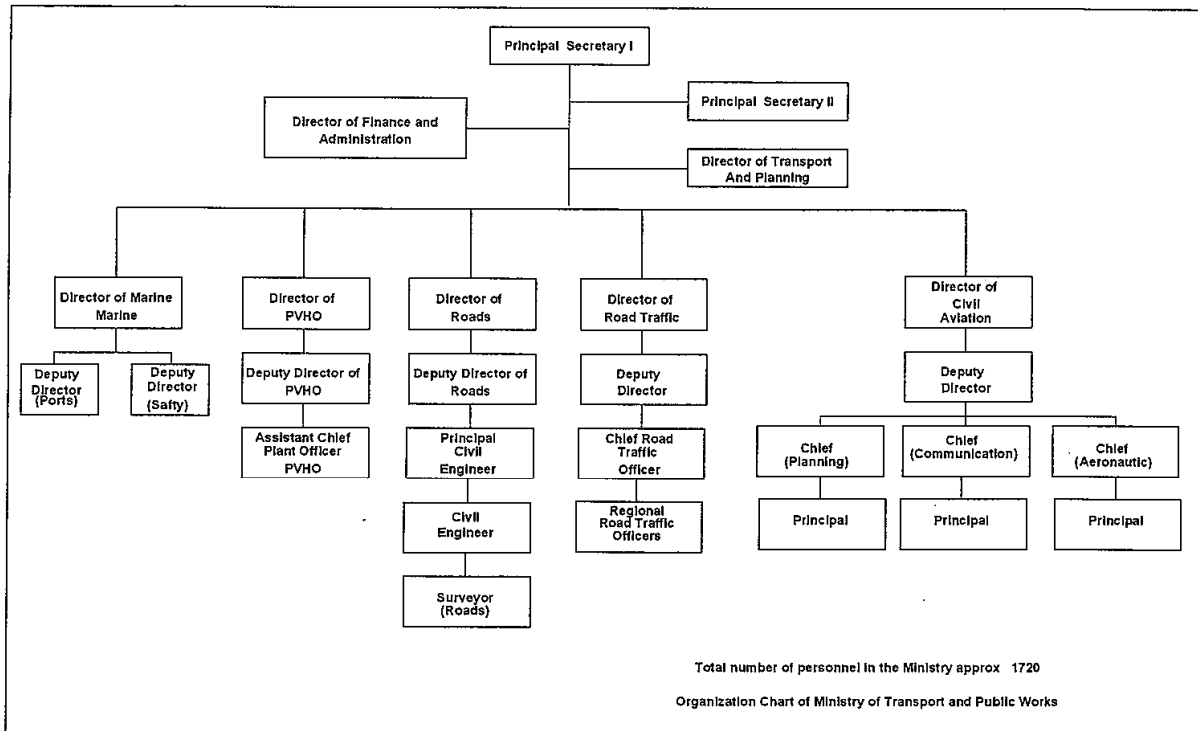 Principal Secretary I
Principal Secretary II
Director of Finance and
Administration
Director of Transport
And Planning
Director of Marine
Marine
Director of
PVHO
Director of
Roads
Director of
Road Traffic
Director of
Civil
Aviation
Deputy
Director
(Ports)
Deputy
Director
(Safty)
Deputy Director of
PVHO
Deputy Director of
Roads
Deputy
Director
Deputy
Director
Assistant Chief
Plant Officer
PVHO
Principal
Civil
Engineer
Chief Road
Traffic
Officer
Chief
(Planning)
Chief
(Communication)
Chief
(Aeronautic)
Civil
Engineer
Regional
Road Traffic
Officers
Principal
Principal
Principal
Surveyor
(Roads)
Total number of personnel in the Ministry approx 1720
Organization Chart of Ministry of Transport and Public Works